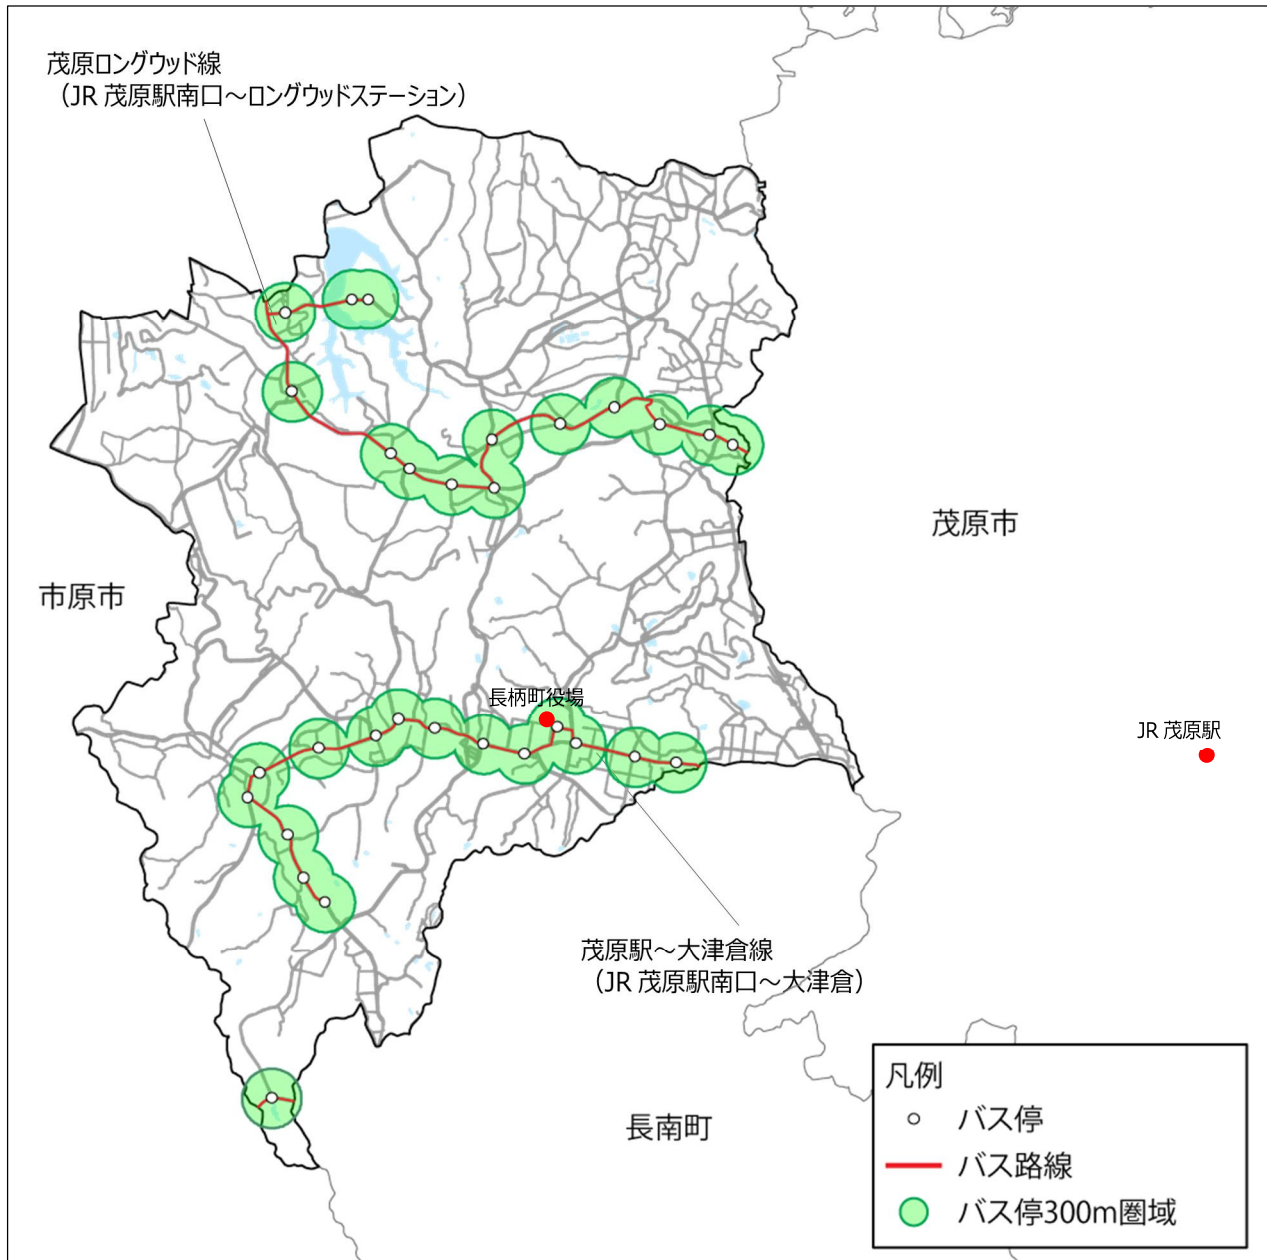 茂原ロングウッド線
（JR 茂原駅南口～ロングウッドステーション）
茂原市
市原市
長柄町役場
JR 茂原駅
茂原駅～大津倉線
（JR 茂原駅南口～大津倉）
長南町
凡例
バス停
バス路線
バス停300m圏域